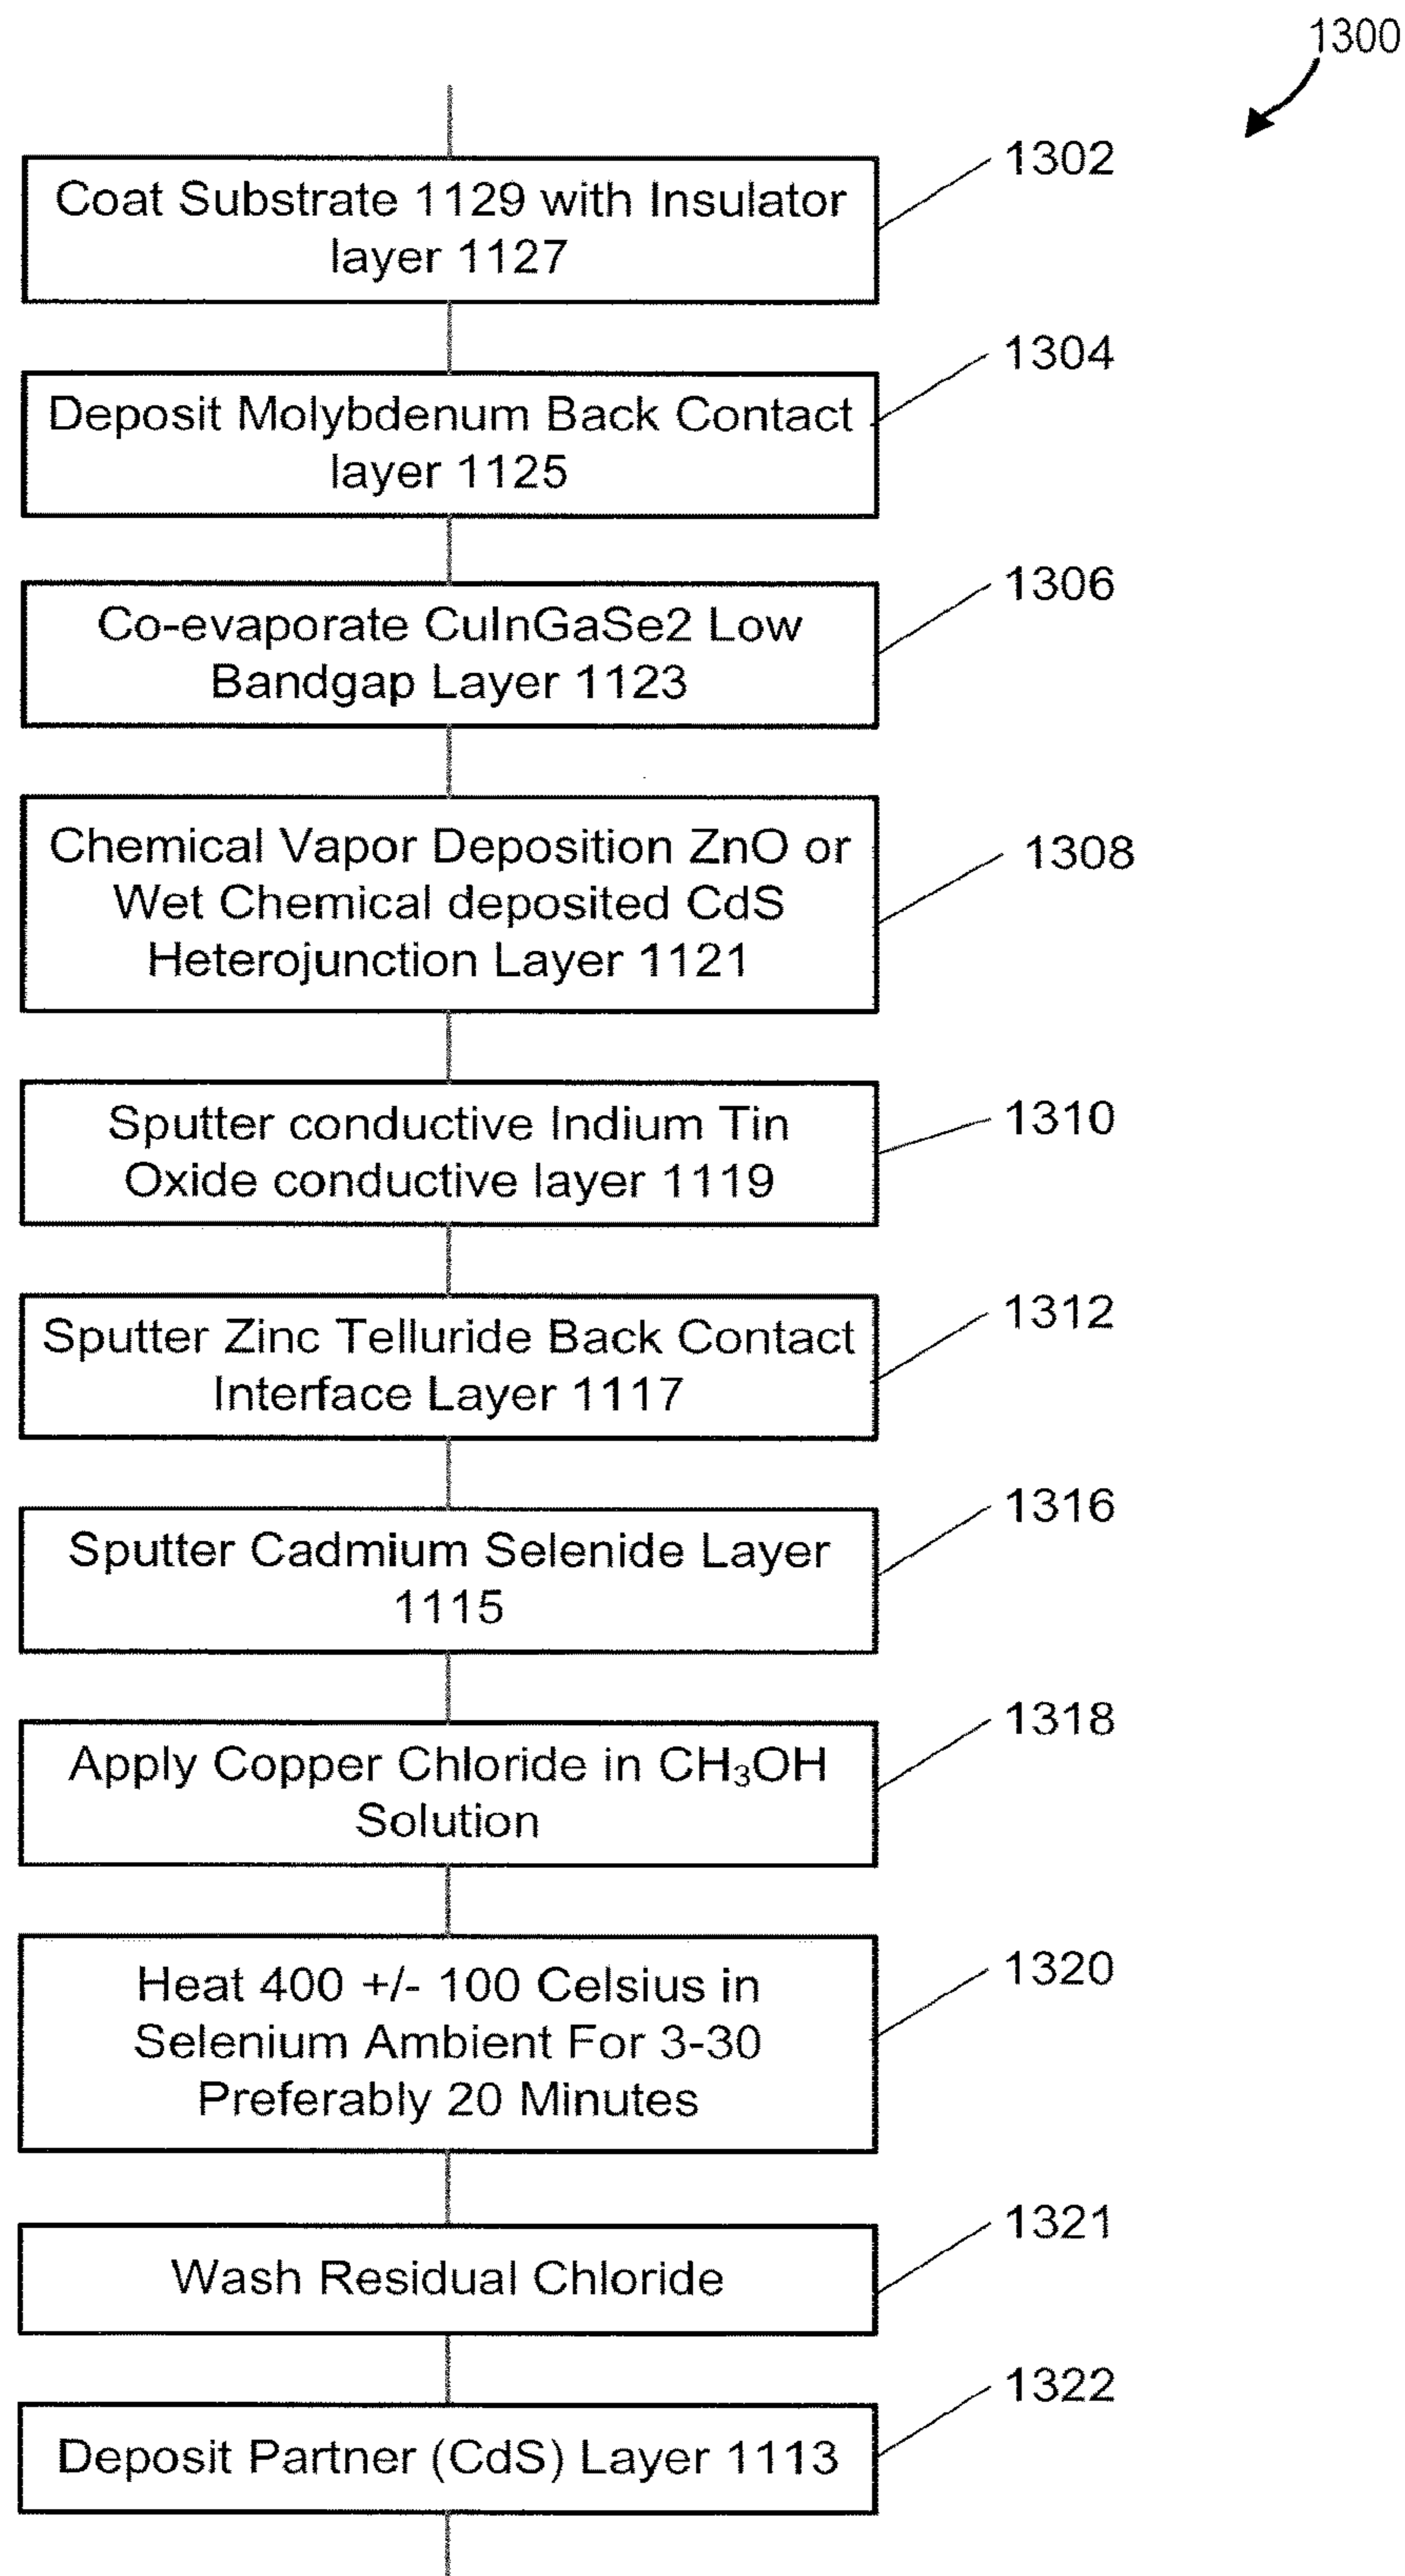 1300
Coat Substrate 1129 with Insulator
layer 1127
1302
Deposit Molybdenum Back Contact
layer 1125
1304
Co-evaporate CuInGaSe2 Low
Bandgap Layer 1123
1306
Chemical Vapor Deposition ZnO or
Wet Chemical deposited CdS
Heterojunction Layer 1121
1308
Sputter conductive Indium Tin
Oxide conductive layer 1119
1310
Sputter Zinc Telluride Back Contact
Interface Layer 1117
1312
Sputter Cadmium Selenide Layer
1115
1316
Apply Copper Chloride in CH₃OH
Solution
1318
Heat 400 +/- 100 Celsius in
Selenium Ambient For 3-30
Preferably 20 Minutes
1320
Wash Residual Chloride
1321
Deposit Partner (CdS) Layer 1113
1322